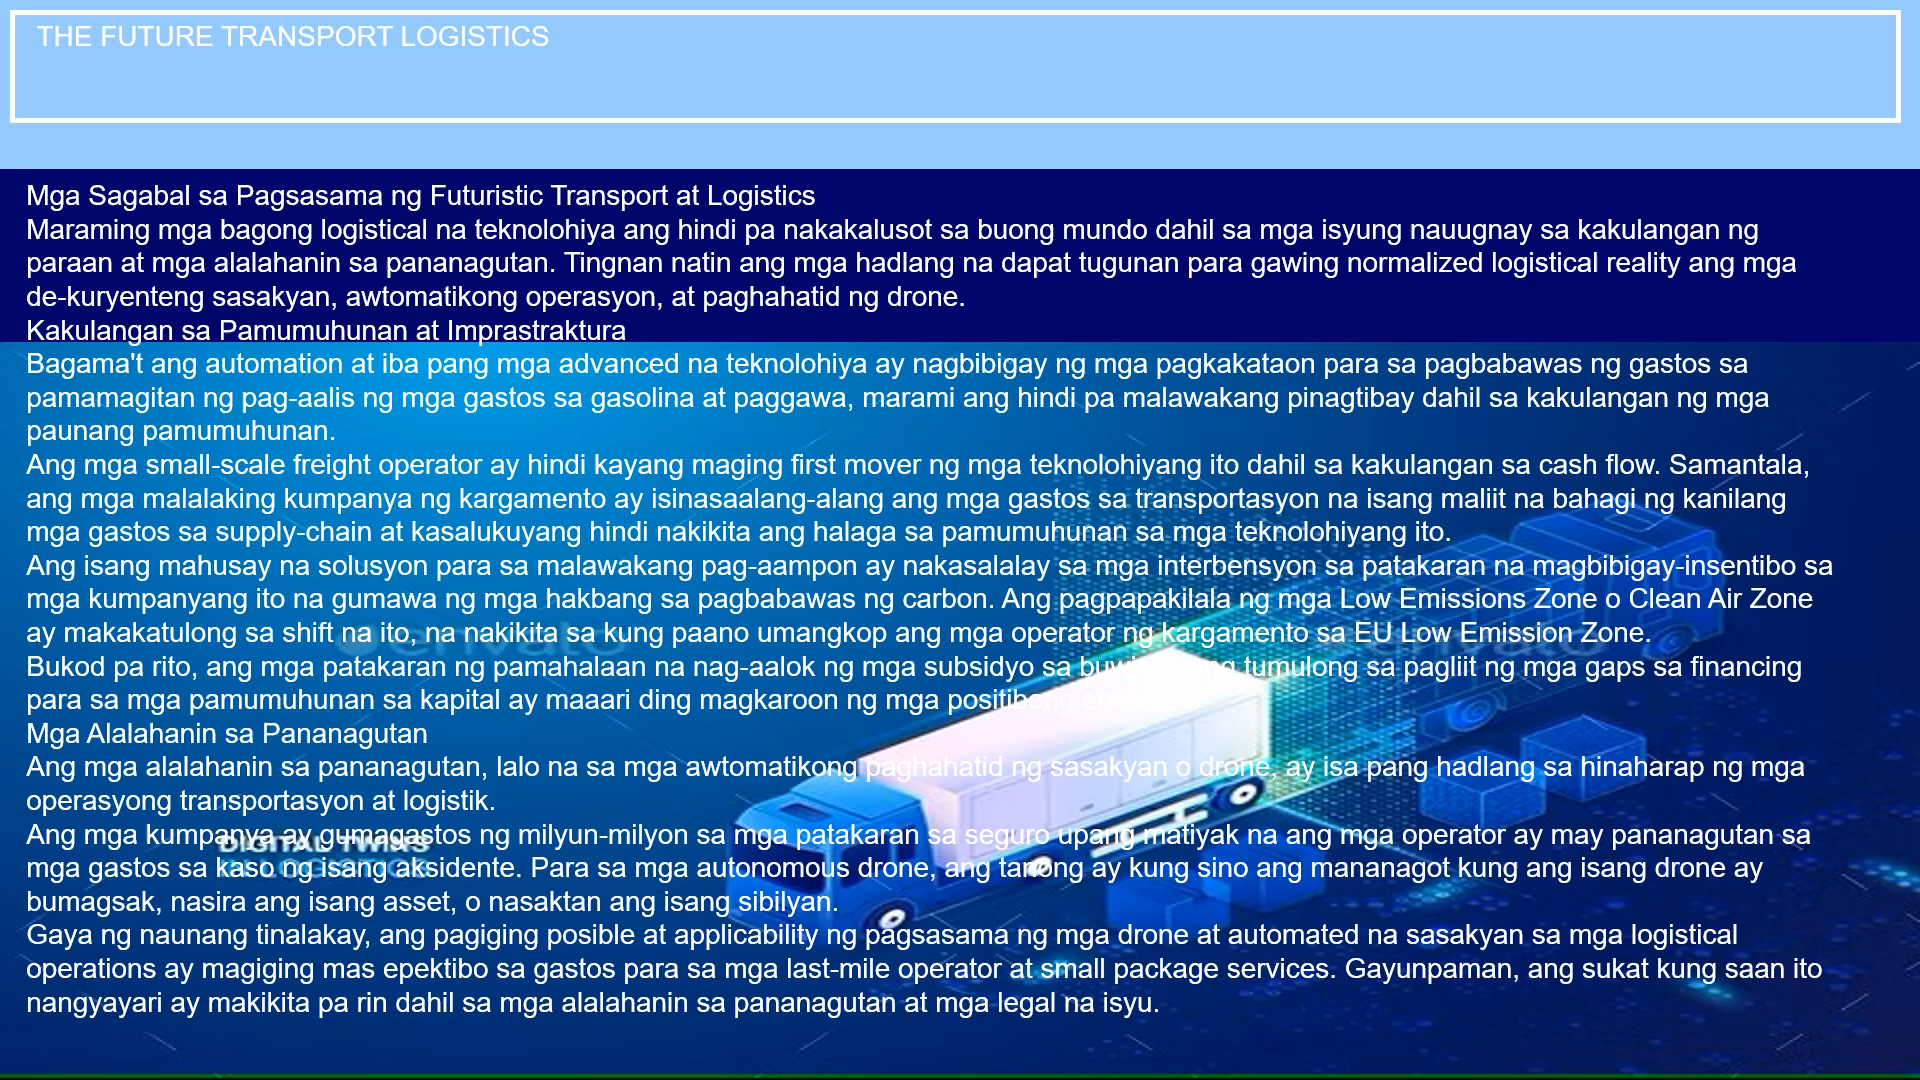 THE FUTURE TRANSPORT LOGISTICS
Mga Sagabal sa Pagsasama ng Futuristic Transport at Logistics
Maraming mga bagong logistical na teknolohiya ang hindi pa nakakalusot sa buong mundo dahil sa mga isyung nauugnay sa kakulangan ng
paraan at mga alalahanin sa pananagutan. Tingnan natin ang mga hadlang na dapat tugunan para gawing normalized logistical reality ang mga
de-kuryenteng sasakyan, awtomatikong operasyon, at paghahatid ng drone.
Kakulangan sa Pamumuhunan at Imprastraktura
Bagama't ang automation at iba pang mga advanced na teknolohiya ay nagbibigay ng mga pagkakataon para sa pagbabawas ng gastos sa
pamamagitan ng pag-aalis ng mga gastos sa gasolina at paggawa, marami ang hindi pa malawakang pinagtibay dahil sa kakulangan ng mga
paunang pamumuhunan.
Ang mga small-scale freight operator ay hindi kayang maging first mover ng mga teknolohiyang ito dahil sa kakulangan sa cash flow. Samantala,
ang mga malalaking kumpanya ng kargamento ay isinasaalang-alang ang mga gastos sa transportasyon na isang maliit na bahagi ng kanilang
mga gastos sa supply-chain at kasalukuyang hindi nakikita ang halaga sa pamumuhunan sa mga teknolohiyang ito.
Ang isang mahusay na solusyon para sa malawakang pag-aampon ay nakasalalay sa mga interbensyon sa patakaran na magbibigay-insentibo sa
mga kumpanyang ito na gumawa ng mga hakbang sa pagbabawas ng carbon. Ang pagpapakilala ng mga Low Emissions Zone o Clean Air Zone
ay makakatulong sa shift na ito, na nakikita sa kung paano umangkop ang mga operator ng kargamento sa EU Low Emission Zone.
envato
Bukod pa rito, ang mga patakaran ng pamahalaan na nag-aalok ng mga subsidyo sa tumulong sa pagliit ng mga gaps sa financing
para sa mga pamumuhunan sa kapital ay maaari ding magkaroon ng mga positibong
Mga Alalahanin sa Pananagutan
Ang mga alalahanin sa pananagutan, lalo na sa mga awtomatikong paghahatid ng sasakyan o drone, ay isa pang hadlang sa hinaharap ng mga
operasyong transportasyon at logistik.
Ang mga kumpanya ay gumagastos ng milyun-milyon sa mga patakaran sa seguro upang matiyak na ang mga operator ay may pananagutan sa
DIGITAL TWINS
mga gastos sa kaso ng isang aksidente. Para sa mga autonomous drone, ang tanong ay kung sino ang mananagot kung ang isang drone ay
bumagsak, nasira ang isang asset, o nasaktan ang isang sibilyan.
Gaya ng naunang tinalakay, ang pagiging posible at applicability ng pagsasama ng mga drone at automated na sasakyan sa mga logistical
operations ay magiging mas epektibo sa gastos para sa mga last-mile operator at small package services. Gayunpaman, ang sukat kung saan ito
nangyayari ay makikita pa rin dahil sa mga alalahanin sa pananagutan at mga legal na isyu.